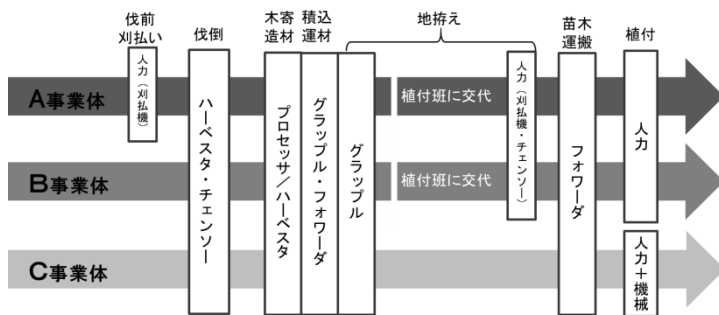 伐前
刈払い
伐倒
木寄
造材
積込
運材
地拵え
苗木
運搬
植付
A事業体
B事業体
C事業体
人力（刈払機）
ハーベスタ・チェンソー
プロセッサ／ハーベスタ
グラップル・フォワーダ
グラップル
植付班に交代
植付班に交代
人力（刈払機・チェンソー）
フォワーダ
人力
人力＋機械